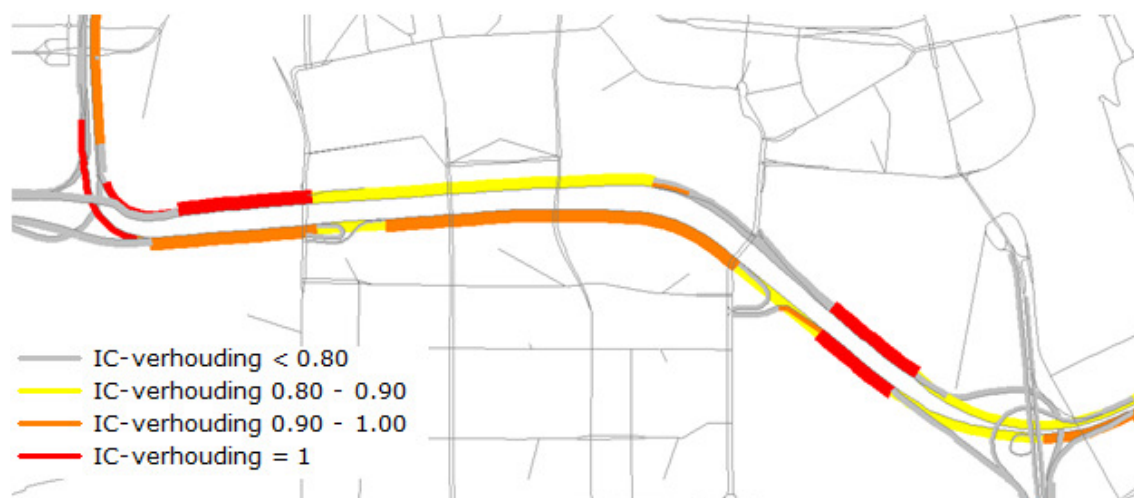 IC-verhouding < 0.80
IC-verhouding 0.80 - 0.90
IC-verhouding 0.90 - 1.00
IC-verhouding = 1